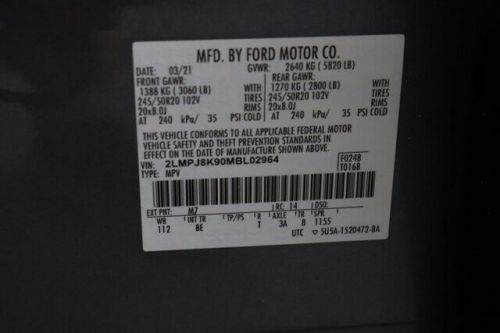 MFD. BY FORD MOTOR CO.
DATE: 03/21 GVWR: 2640 KG ( 5820 LB)
FRONT GAWR: REAR GAWR:
1388 KG ( 3060 LB) WITH 1270 KG ( 2800 LB) WITH
245/50R20 102V TIRES 245/50R20 102V TIRES
20x8.0J RIMS 20x8.0J RIMS
AT 240 kPa/ 35 PSI COLD AT 240 kPa/ 35 PSI COLD
THIS VEHICLE CONFORMS TO ALL APPLICABLE FEDERAL MOTOR
VEHICLE SAFETY AND THEFT PREVENTION STANDARDS IN
EFFECT ON THE DATE OF MANUFACTURE SHOWN ABOVE.
VIN: 2LMPJ8K90MBL02964 F0248
TYPE: MPV T0168
EXT PNT: M7 RC: 14 DSO:
WB INT TR TP/PS R AXLE TR SPR
112 BE T 3A 8 1155
UTC 5U5A-1520472-BA